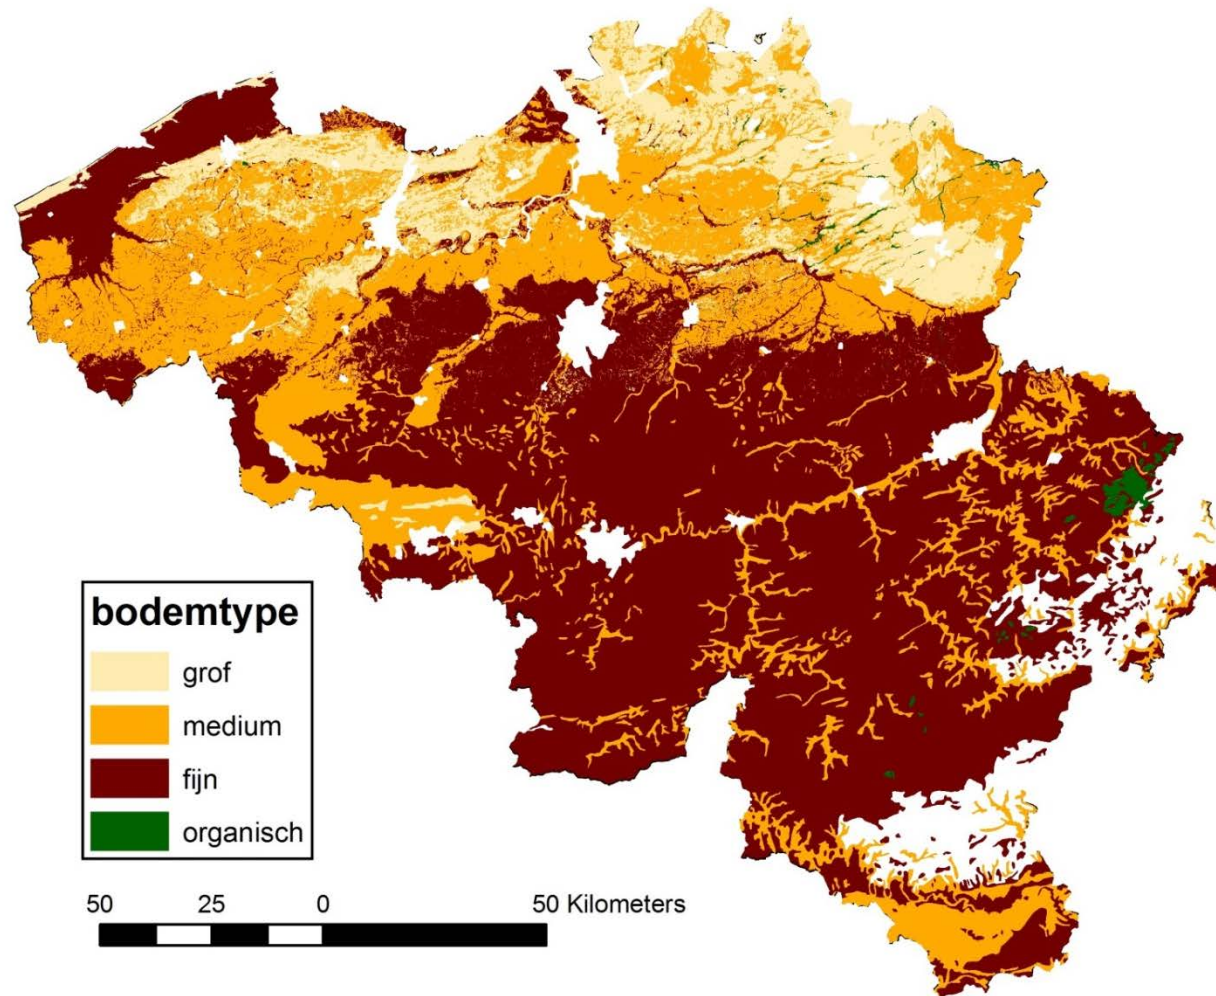 bodemtype
grof
medium
fijn
organisch
50 25 0 50 Kilometers